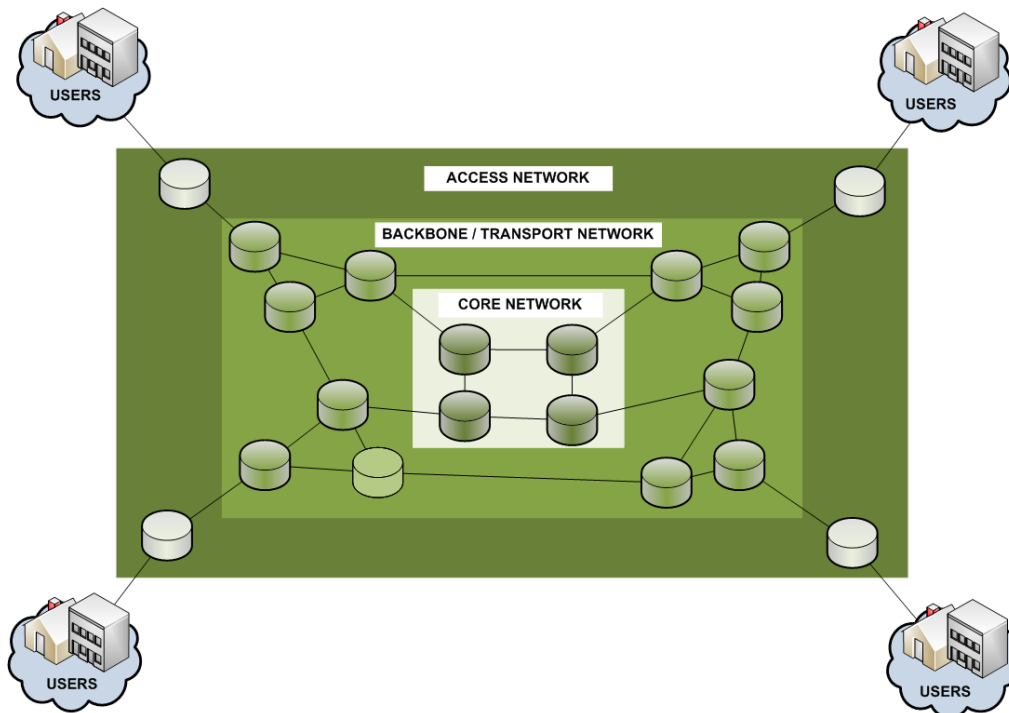 USERS
USERS
ACCESS NETWORK
BACKBONE / TRANSPORT NETWORK
CORE NETWORK
USERS
USERS